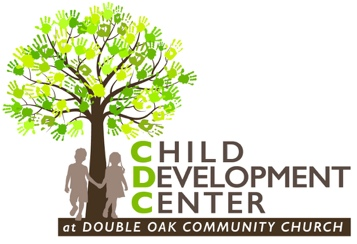 CHILD
DEVELOPMENT
CENTER
at DOUBLE OAK COMMUNITY CHURCH